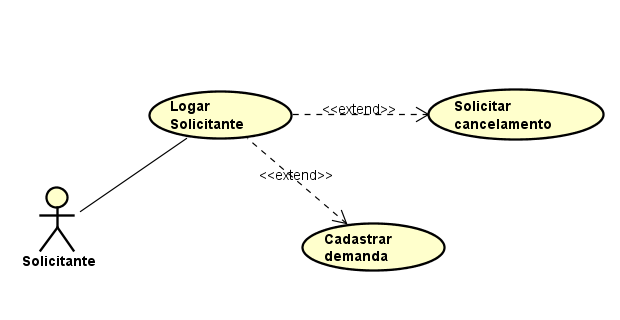 Logar
Solicitante
<<extend>>
Solicitar
cancelamento
<<extend>>
Cadastrar
demanda
Solicitante